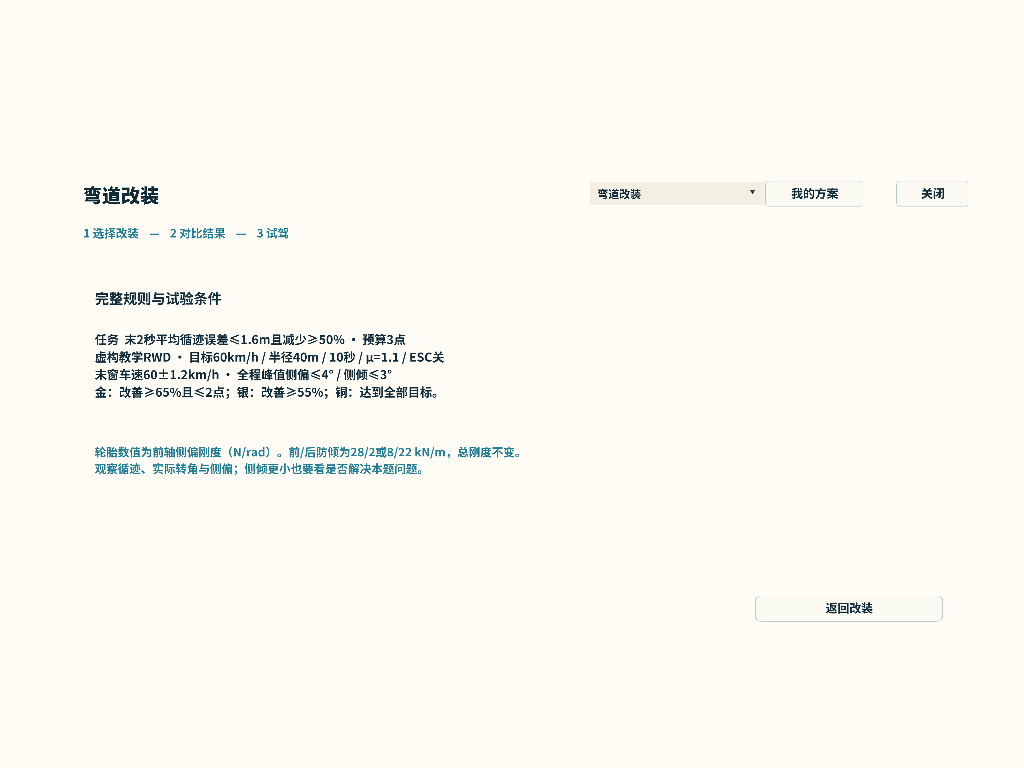 弯道改装
弯道改装
我的方案
关闭
1 选择改装 — 2 对比结果 — 3 试驾
完整规则与试验条件
任务 末2秒平均循迹误差≤1.6m且减少≥50% · 预算3点
虚构教学RWD · 目标60km/h / 半径40m / 10秒 / μ=1.1 / ESC关
末窗车速60±1.2km/h · 全程峰值侧偏≤4° / 侧倾≤3°
金：改善≥65%且≤2点；银：改善≥55%；铜：达到全部目标。
轮胎数值为前轴侧偏刚度（N/rad）。前/后防倾为28/2或8/22 kN/m，总刚度不变。
观察循迹、实际转角与侧偏；侧倾更小也要看是否解决本题问题。
返回改装